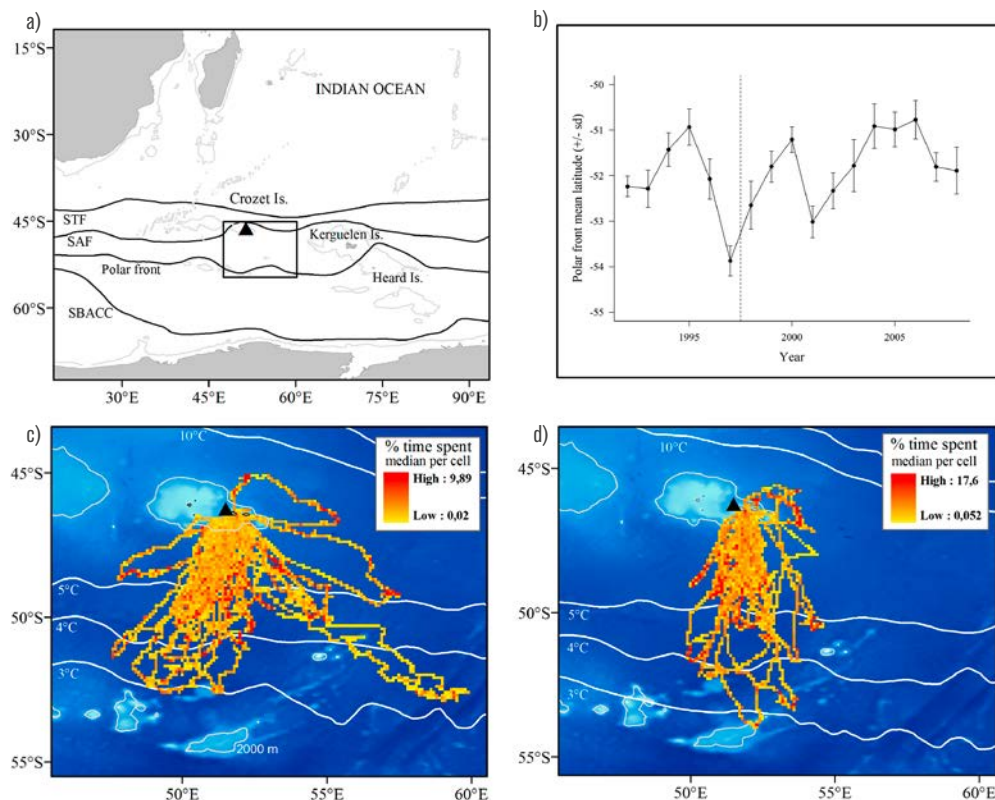 a)
15°S
INDIAN OCEAN
30°S
Crozet Is.
45°S
STF
SAF
Kerguelen Is.
Polar front
Heard Is.
60°S
SBACC
30°E 45°E 60°E 75°E 90°E
b)
Polar front mean latitude (+/- sd)
-50
-51
-52
-53
-54
-55
1995 2000 2005
Year
c)
10°C
% time spent
median per cell
High : 9,89
Low : 0,02
45°S
5°C
50°S
4°C
3°C
2000 m
55°S
50°E 55°E 60°E
d)
10°C
% time spent
median per cell
High : 17,6
Low : 0,052
45°S
5°C
50°S
4°C
3°C
55°S
50°E 55°E 60°E